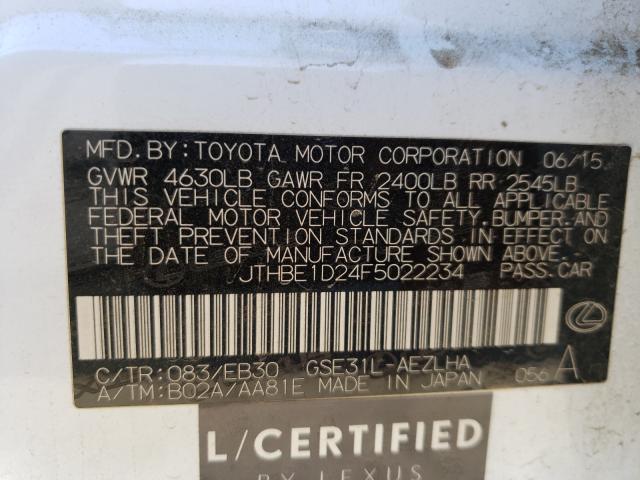 MFD. BY: TOYOTA MOTOR CORPORATION 06/15
GVWR 4630LB GAWR FR 2400LB RR 2545LB
THIS VEHICLE CONFORMS TO ALL APPLICABLE
FEDERAL MOTOR VEHICLE SAFETY, BUMPER AND
THEFT PREVENTION STANDARDS IN EFFECT ON
THE DATE OF MANUFACTURE SHOWN ABOVE.
JTHBE1D24F5022234 PASS. CAR
C/TR: 083/EB30 GSE31L-AEZLHA
A/TM: B02A/AA81E MADE IN JAPAN 056 A
L/CERTIFIED
BY LEXUS